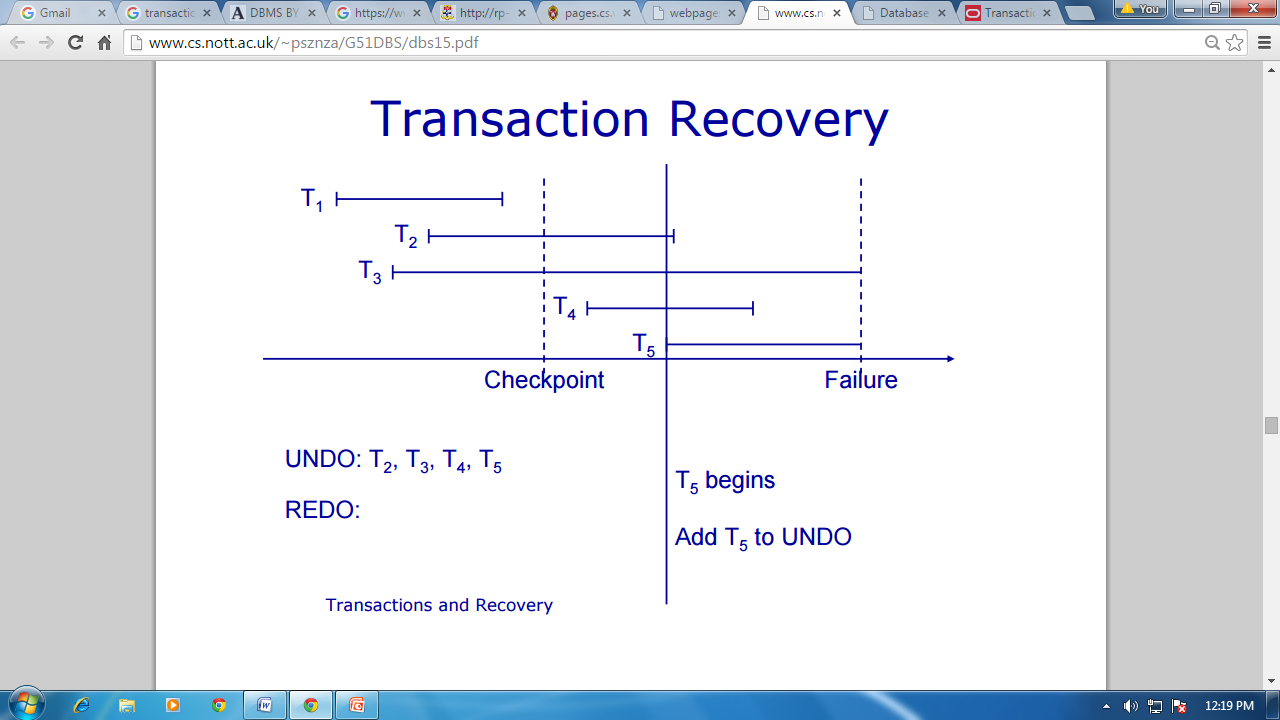 Gmail
transactic
DBMS BY
https://w
http://rp-
pages.cs.
webpage
www.cs.n
Database
Transacti
You
www.cs.nott.ac.uk/~psznza/G51DBS/dbs15.pdf
Transaction Recovery
T1
T2
T3
T4
T5
Checkpoint
Failure
UNDO: T2, T3, T4, T5
T5 begins
REDO:
Add T5 to UNDO
Transactions and Recovery
12:19 PM